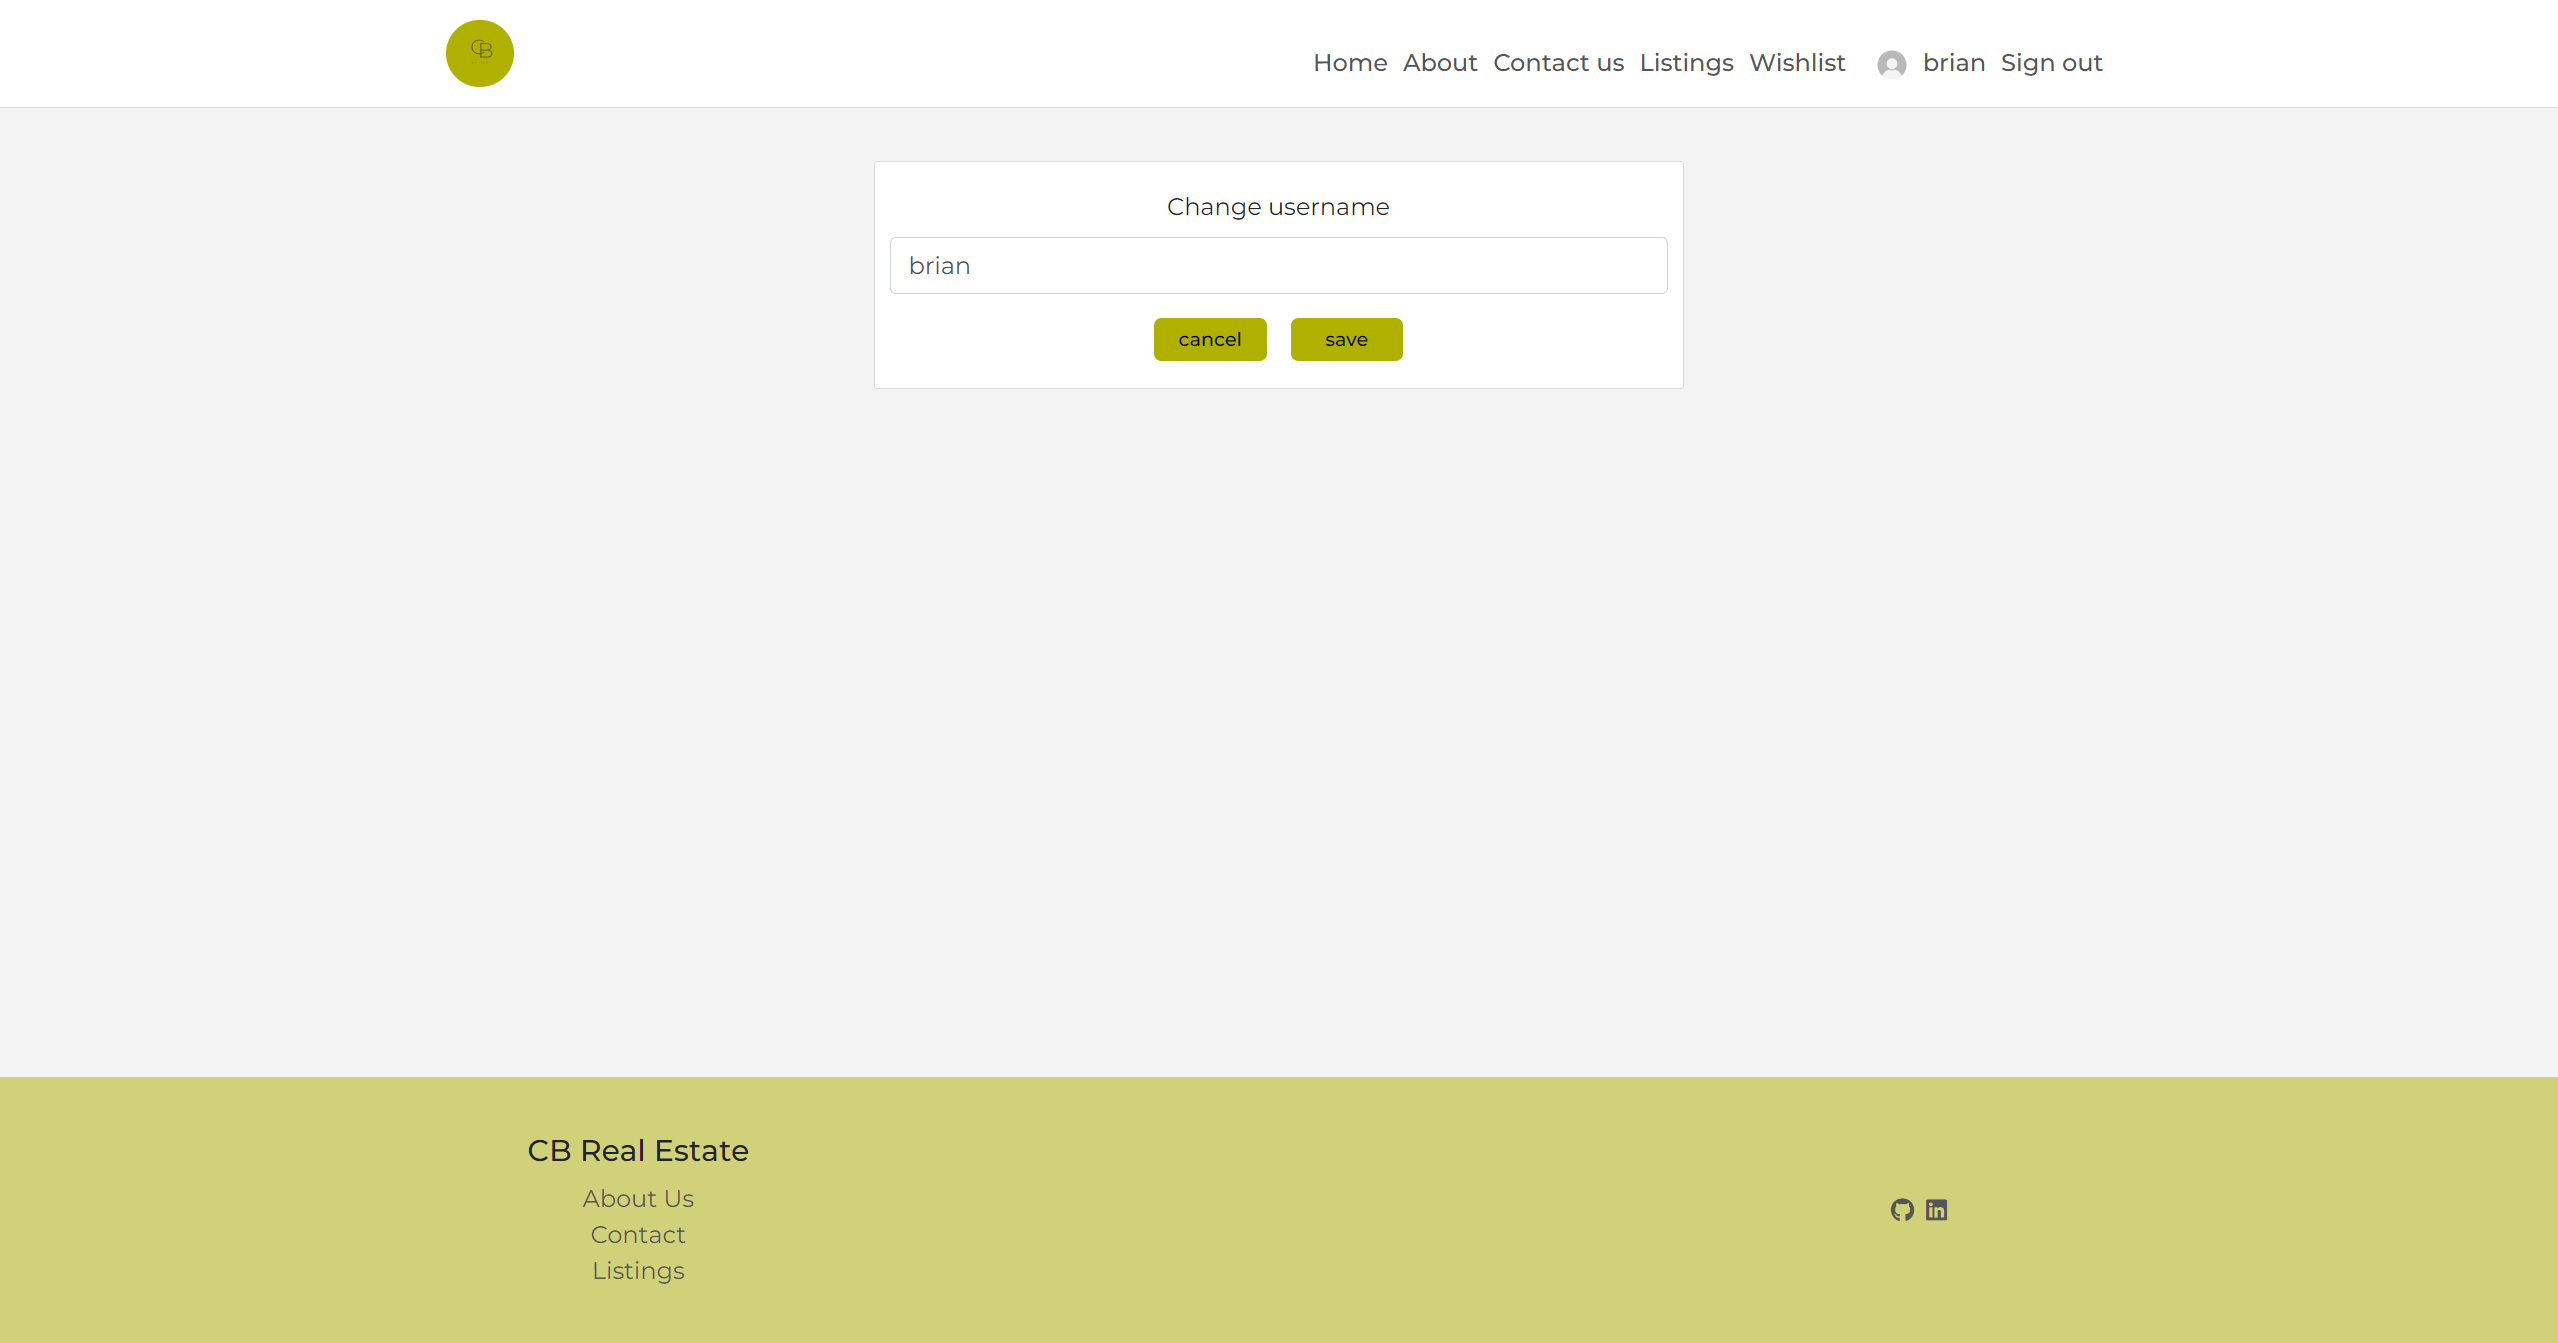 CB
Home About Contact us Listings Wishlist brian Sign out
Change username
brian
cancel save
CB Real Estate
About Us
Contact
Listings